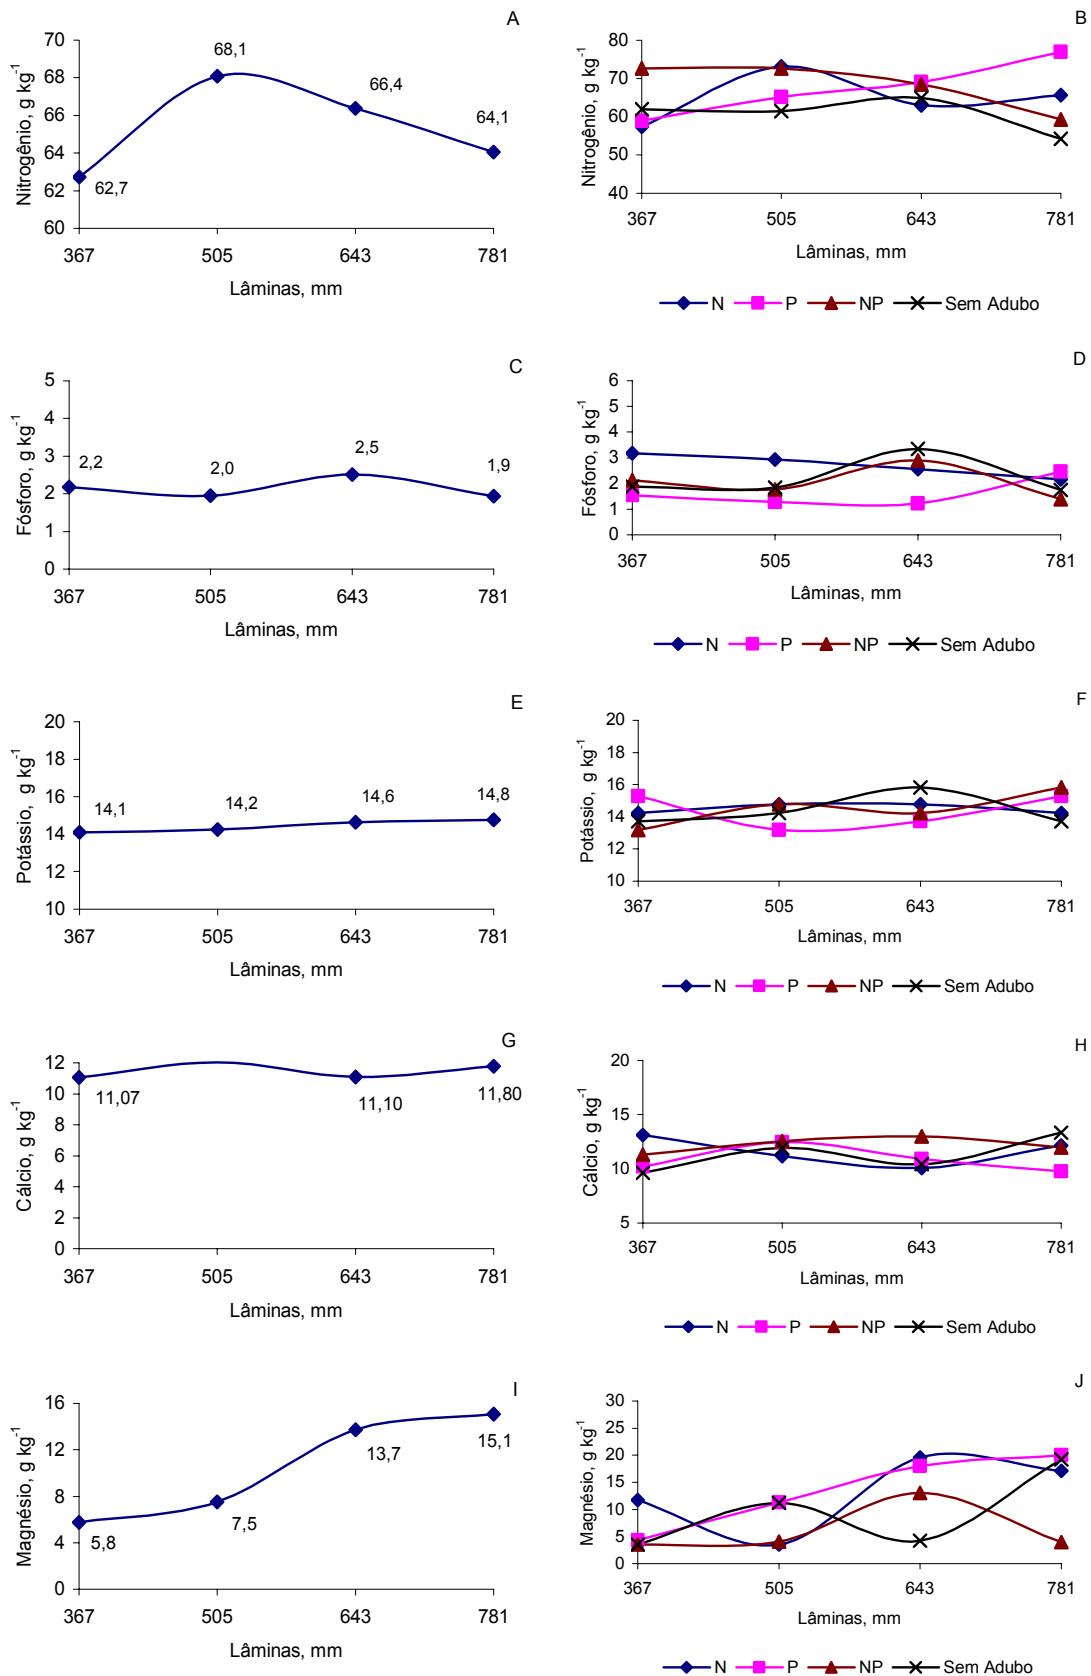 A
Nitrogênio, g kg-1
70
68
66
64
62
60
68,1
66,4
64,1
62,7
367 505 643 781
Lâminas, mm
B
Nitrogênio, g kg-1
80
70
60
50
40
367 505 643 781
Lâminas, mm
N P NP Sem Adubo
C
Fósforo, g kg-1
5
4
3
2
1
0
2,2 2,0 2,5 1,9
367 505 643 781
Lâminas, mm
D
Fósforo, g kg-1
6
5
4
3
2
1
0
367 505 643 781
Lâminas, mm
N P NP Sem Adubo
E
Potássio, g kg-1
20
18
16
14
12
10
14,1 14,2 14,6 14,8
367 505 643 781
Lâminas, mm
F
Potássio, g kg-1
20
18
16
14
12
10
367 505 643 781
Lâminas, mm
N P NP Sem Adubo
G
Cálcio, g kg-1
12
10
8
6
4
2
0
11,07 11,10 11,80
367 505 643 781
Lâminas, mm
H
Cálcio, g kg-1
20
15
10
5
367 505 643 781
Lâminas, mm
N P NP Sem Adubo
I
Magnésio, g kg-1
16
12
8
4
0
5,8 7,5 13,7 15,1
367 505 643 781
Lâminas, mm
J
Magnésio, g kg-1
30
25
20
15
10
5
0
367 505 643 781
Lâminas, mm
N P NP Sem Adubo